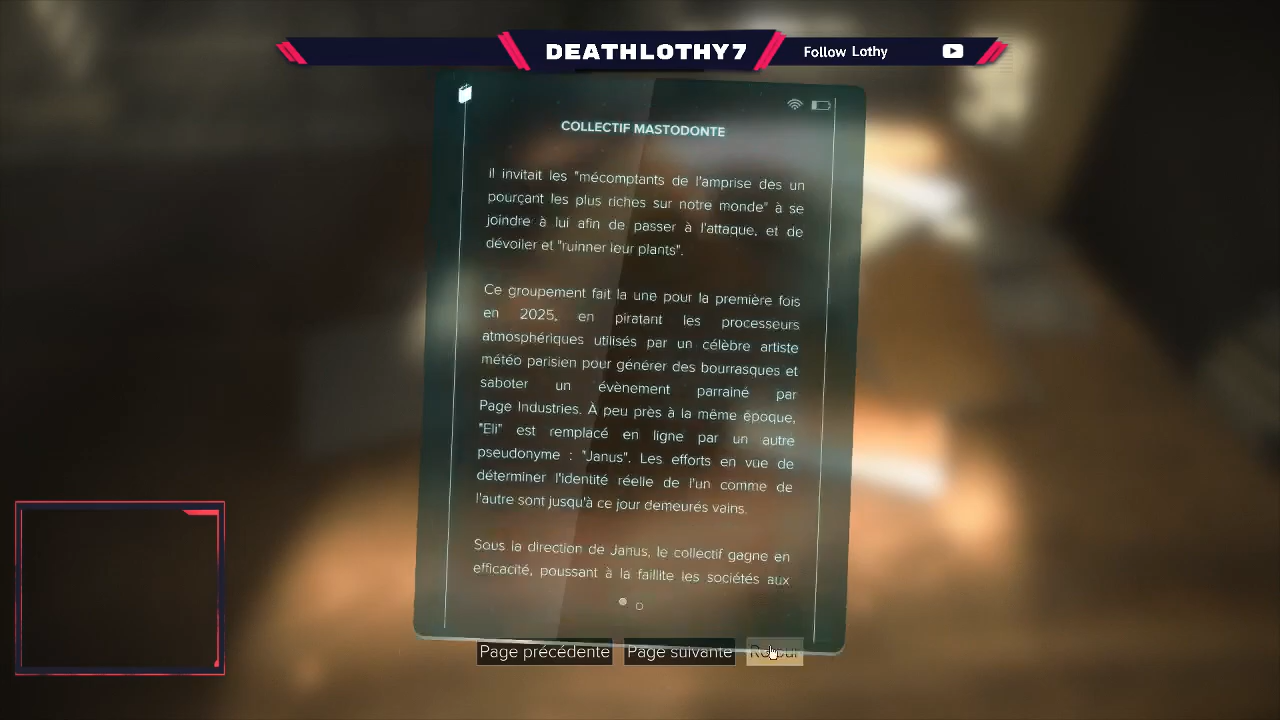 DEATHLOTHY7
Follow Lothy
COLLECTIF MASTODONTE
il invitait les "mécomptants de l'amprise des un
pourçant les plus riches sur notre monde" à se
joindre à lui afin de passer à l'attaque, et de
dévoiler et "ruinner leur plants".
Ce groupement fait la une pour la première fois
en 2025, en piratant les processeurs
atmosphériques utilisés par un célèbre artiste
météo parisien pour générer des bourrasques et
saboter un évènement parrainé par
Page Industries. À peu près à la même époque,
"Eli" est remplacé en ligne par un autre
pseudonyme : "Janus". Les efforts en vue de
déterminer l'identité réelle de l'un comme de
l'autre sont jusqu'à ce jour demeurés vains.
Sous la direction de Janus, le collectif gagne en
efficacité, poussant à la faillite les sociétés aux
Page précédente
Page suivante
Retour